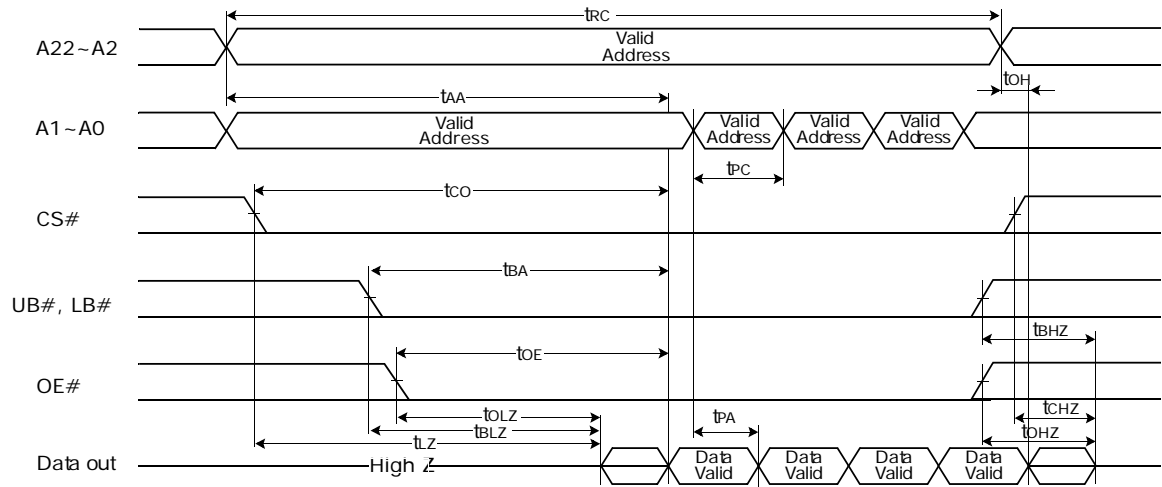 tRC
A22~A2
Valid
Address
tOH
tAA
A1~A0
Valid
Address
Valid
Address
Valid
Address
Valid
Address
tPC
tCO
CS#
tBA
UB#, LB#
tBHZ
tOE
OE#
tOLZ
tBLZ
tLZ
tPA
tCHZ
tOHZ
Data out
High Z
Data
Valid
Data
Valid
Data
Valid
Data
Valid